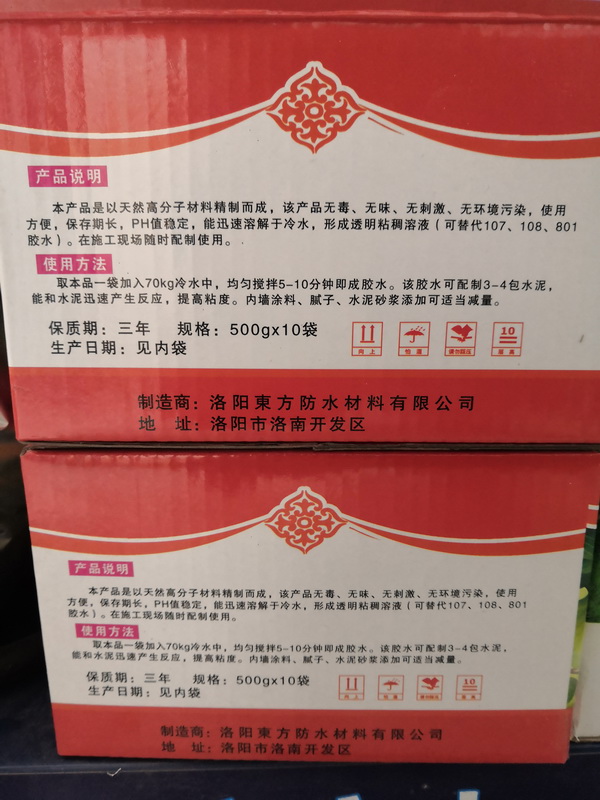 产品说明
本产品是以天然高分子材料精制而成，该产品无毒、无味、无刺激、无环境污染，使用
方便，保存期长，PH值稳定，能迅速溶解于冷水，形成透明粘稠溶液（可替代107、108、801
胶水）。在施工现场随时配制使用。
使用方法
取本品一袋加入70kg冷水中，均匀搅拌5-10分钟即成胶水。该胶水可配制3-4包水泥，
能和水泥迅速产生反应，提高粘度。内墙涂料、腻子、水泥砂浆添加可适当减量。
保质期：三年 规格：500gx10袋
生产日期：见内袋
向上 怕湿 请勿踩压 10
制造商：洛阳東方防水材料有限公司
地 址：洛阳市洛南开发区
产品说明
本产品是以天然高分子材料精制而成，该产品无毒、无味、无刺激、无环境污染，使用
方便，保存期长，PH值稳定，能迅速溶解于冷水，形成透明粘稠溶液（可替代107、108、801
胶水）。在施工现场随时配制使用。
使用方法
取本品一袋加入70kg冷水中，均匀搅拌5-10分钟即成胶水。该胶水可配制3-4包水泥，
能和水泥迅速产生反应，提高粘度。内墙涂料、腻子、水泥砂浆添加可适当减量。
保质期：三年 规格：500gx10袋
生产日期：见内袋
向上 怕湿 10
制造商：洛阳東方防水材料有限公司
地 址：洛阳市洛南开发区